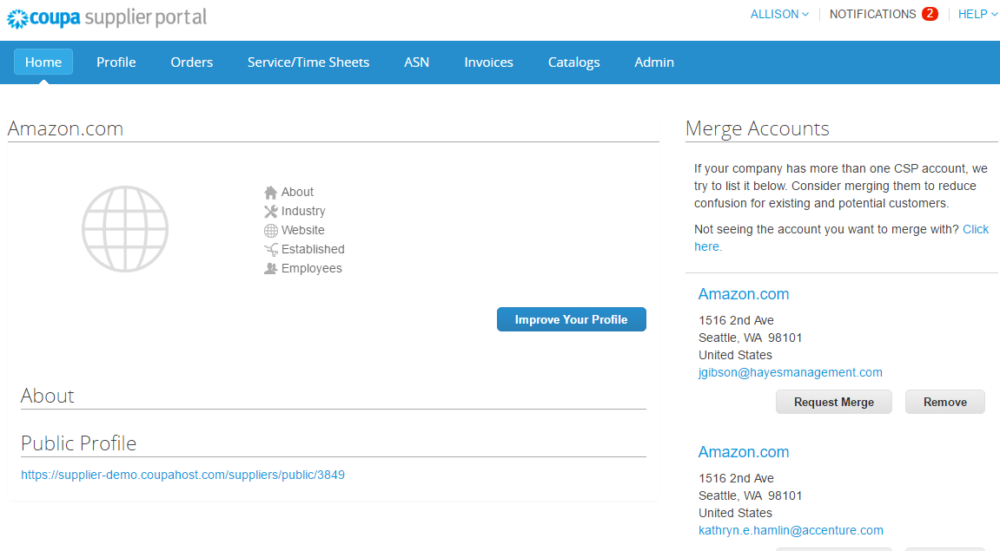 coupa supplier portal
ALLISON
NOTIFICATIONS 2
HELP
Home
Profile
Orders
Service/Time Sheets
ASN
Invoices
Catalogs
Admin
Amazon.com
About
Industry
Website
Established
Employees
Improve Your Profile
About
Public Profile
https://supplier-demo.coupahost.com/suppliers/public/3849
Merge Accounts
If your company has more than one CSP account, we
try to list it below. Consider merging them to reduce
confusion for existing and potential customers.
Not seeing the account you want to merge with? Click
here.
Amazon.com
1516 2nd Ave
Seattle, WA 98101
United States
jgibson@hayesmanagement.com
Request Merge
Remove
Amazon.com
1516 2nd Ave
Seattle, WA 98101
United States
kathryn.e.hamlin@accenture.com